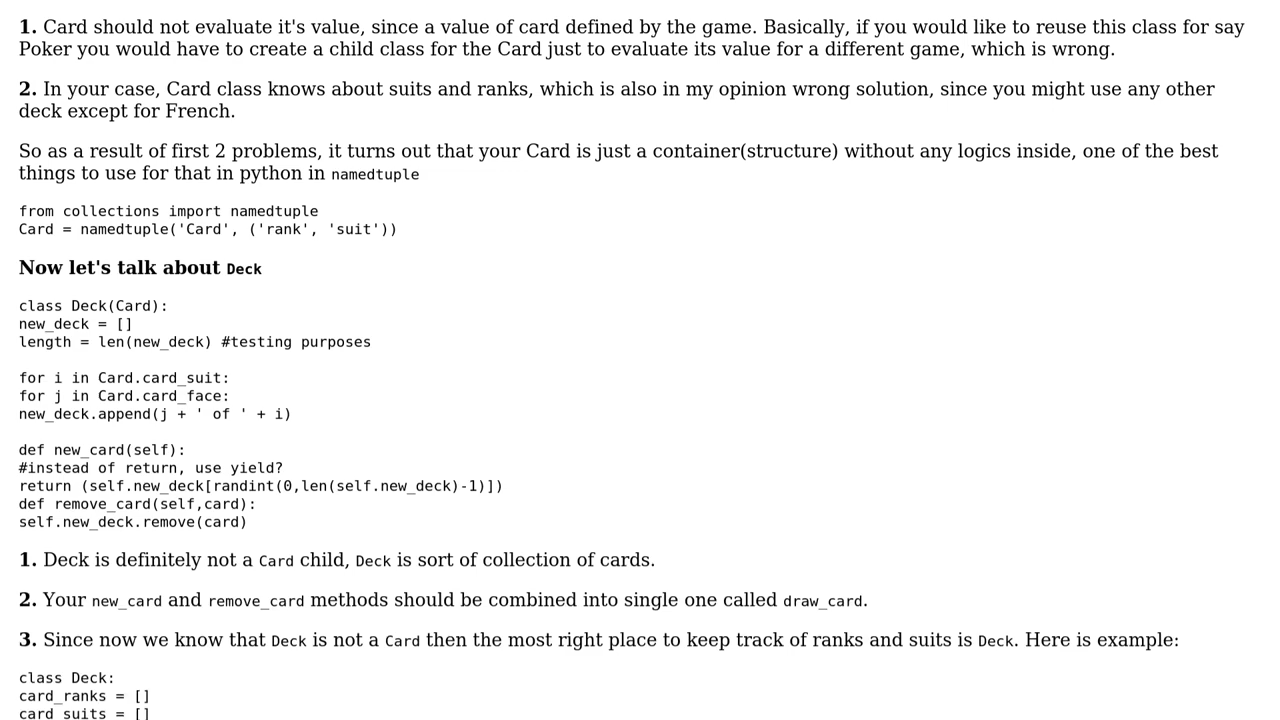 1. Card should not evaluate it's value, since a value of card defined by the game. Basically, if you would like to reuse this class for say
Poker you would have to create a child class for the Card just to evaluate its value for a different game, which is wrong.
2. In your case, Card class knows about suits and ranks, which is also in my opinion wrong solution, since you might use any other
deck except for French.
So as a result of first 2 problems, it turns out that your Card is just a container(structure) without any logics inside, one of the best
things to use for that in python in namedtuple
from collections import namedtuple
Card = namedtuple('Card', ('rank', 'suit'))
Now let's talk about Deck
class Deck(Card):
new_deck = []
length = len(new_deck) #testing purposes
for i in Card.card_suit:
for j in Card.card_face:
new_deck.append(j + ' of ' + i)
def new_card(self):
#instead of return, use yield?
return (self.new_deck[randint(0,len(self.new_deck)-1)])
def remove_card(self,card):
self.new_deck.remove(card)
1. Deck is definitely not a Card child, Deck is sort of collection of cards.
2. Your new_card and remove_card methods should be combined into single one called draw_card.
3. Since now we know that Deck is not a Card then the most right place to keep track of ranks and suits is Deck. Here is example:
class Deck:
card_ranks = []
card_suits = []